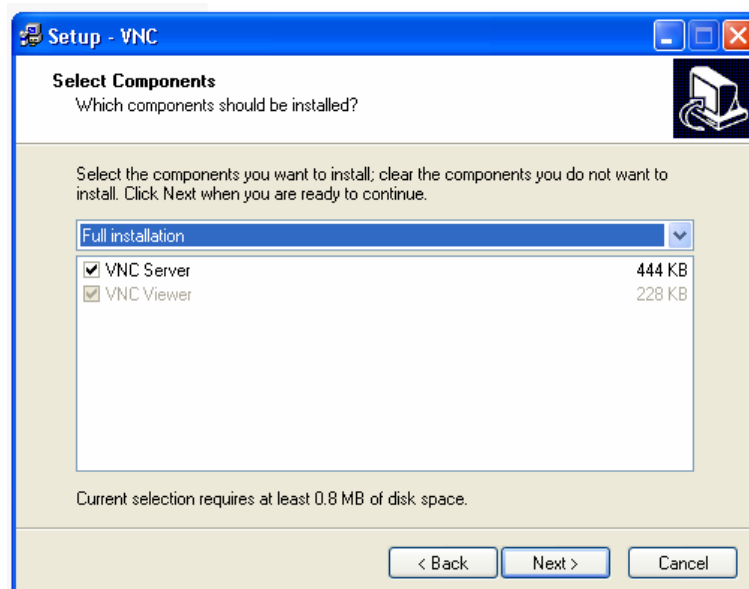 Setup - VNC
Select Components
Which components should be installed?
Select the components you want to install; clear the components you do not want to
install. Click Next when you are ready to continue.
Full installation
VNC Server 444 KB
VNC Viewer 228 KB
Current selection requires at least 0.8 MB of disk space.
< Back Next > Cancel